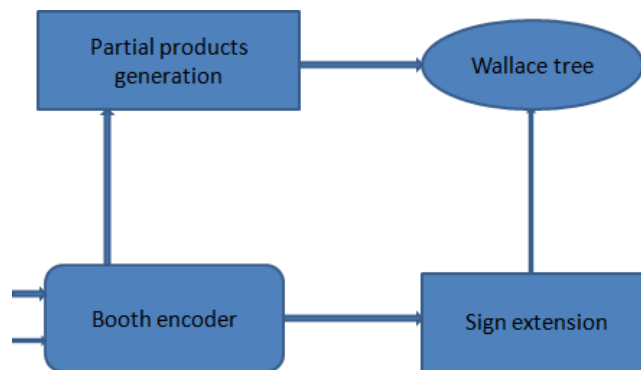 Partial products
generation
Wallace tree
Booth encoder
Sign extension